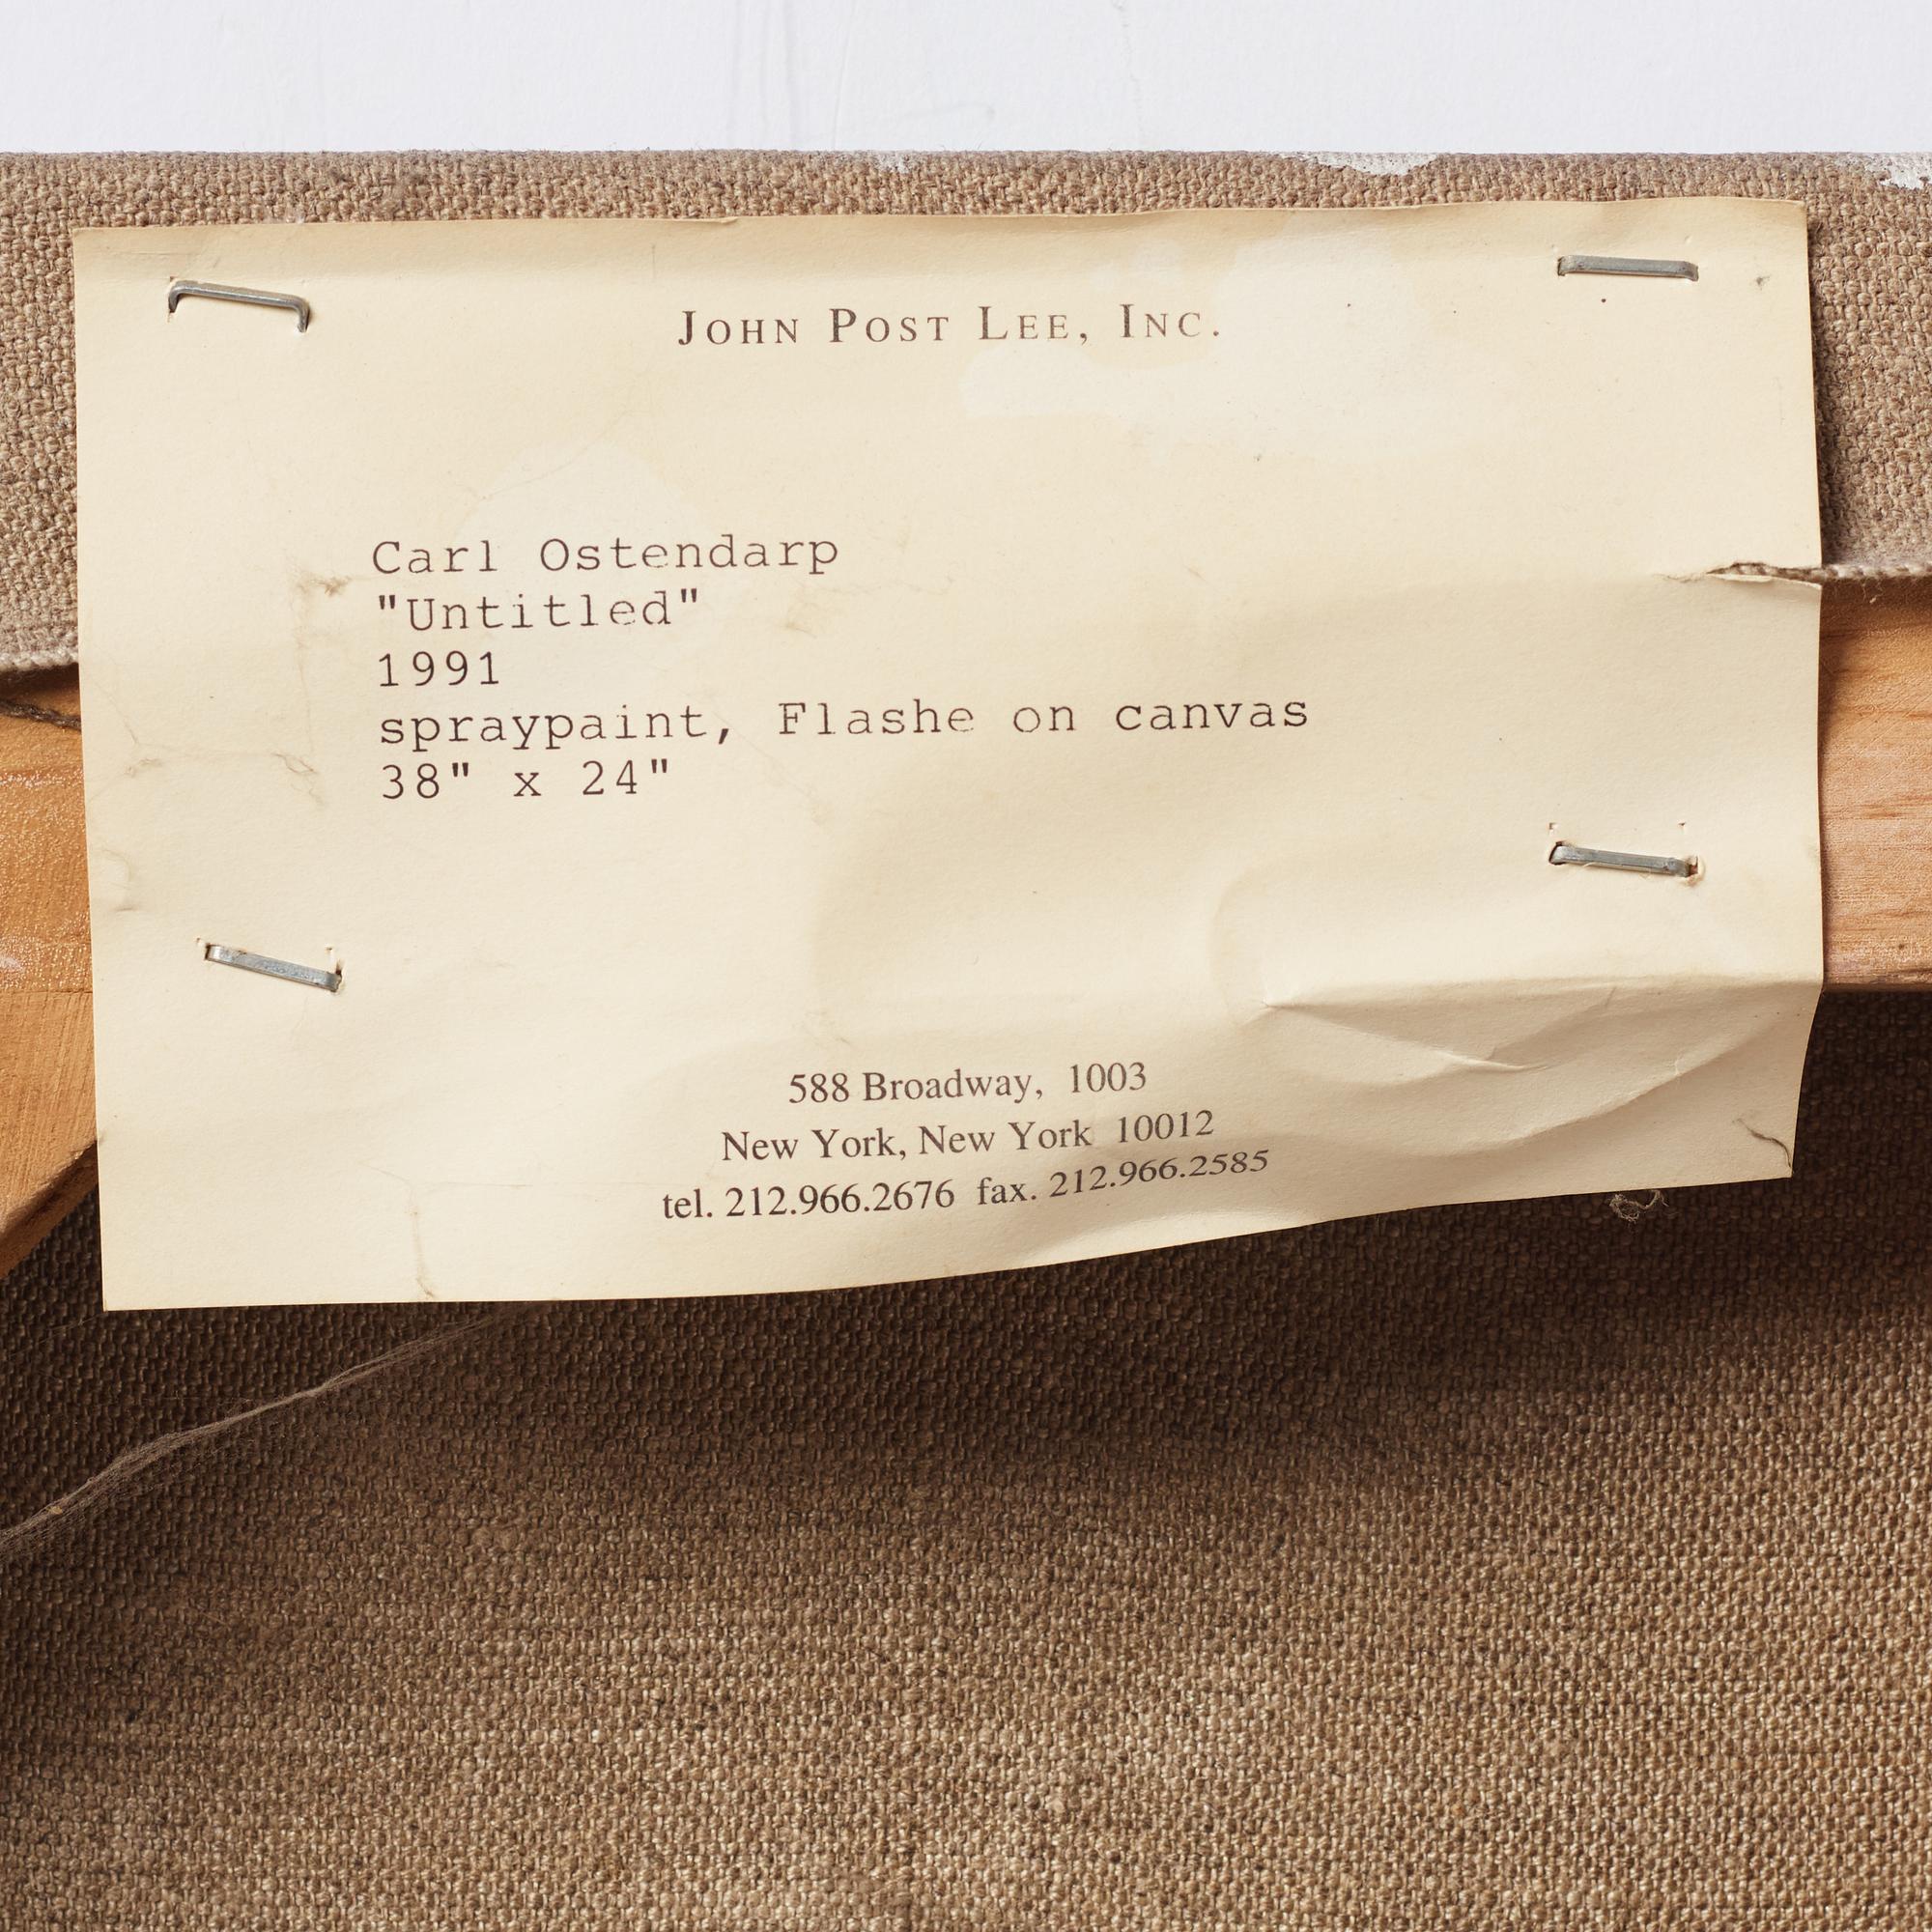 John Post Lee, Inc.
Carl Ostendarp
"Untitled"
1991
spraypaint, Flashe on canvas
38" x 24"
588 Broadway, 1003
New York, New York 10012
tel. 212.966.2676 fax. 212.966.2585